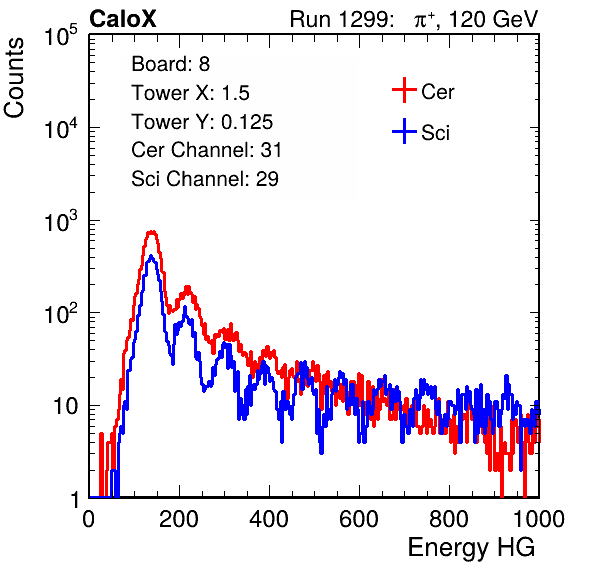 CaloX Run 1299: π⁺, 120 GeV
Counts
Board: 8
Tower X: 1.5
Tower Y: 0.125
Cer Channel: 31
Sci Channel: 29
Cer
Sci
10⁵
10⁴
10³
10²
10
1
0 200 400 600 800 1000
Energy HG